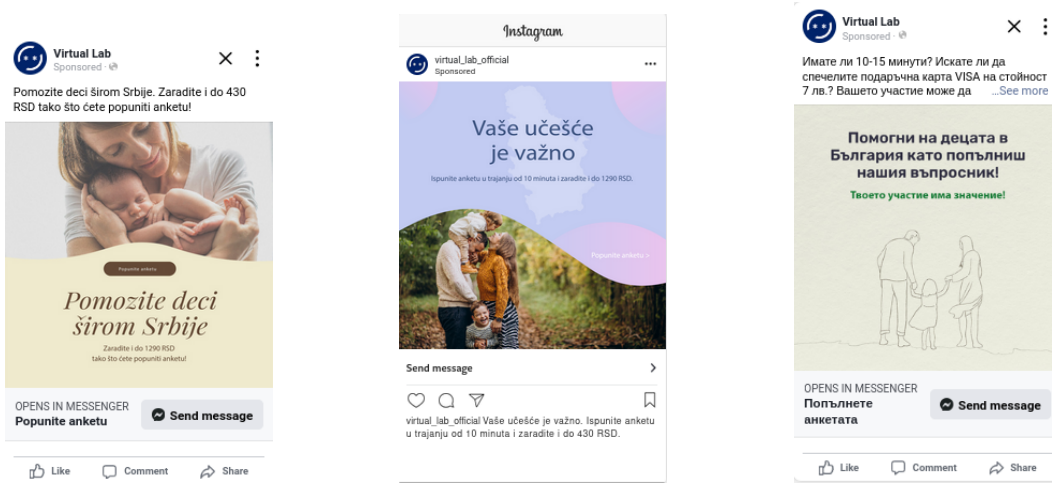 Virtual Lab
Sponsored ·
Pomozite deci širom Srbije. Zaradite i do 430
RSD tako što ćete popuniti anketu!
Popunite anketu
Pomozite deci
širom Srbije
Zaradite i do 1290 RSD
tako što ćete popuniti anketu!
OPENS IN MESSENGER
Popunite anketu
Send message
Like
Comment
Share
Instagram
virtual_lab_official
Sponsored
Vaše učešće
je važno
Ispunite anketu u trajanju od 10 minuta i zaradite i do 1290 RSD.
Popunite anketu >
Send message
virtual_lab_official Vaše učešće je važno. Ispunite anketu
u trajanju od 10 minuta i zaradite i do 430 RSD.
Virtual Lab
Sponsored ·
Имате ли 10-15 минути? Искате ли да
спечелите подаръчна карта VISA на стойност
7 лв.? Вашето участие може да ...See more
Помогни на децата в
България като попълниш
нашия въпросник!
Твоето участие има значение!
OPENS IN MESSENGER
Попълнете
анкетата
Send message
Like
Comment
Share